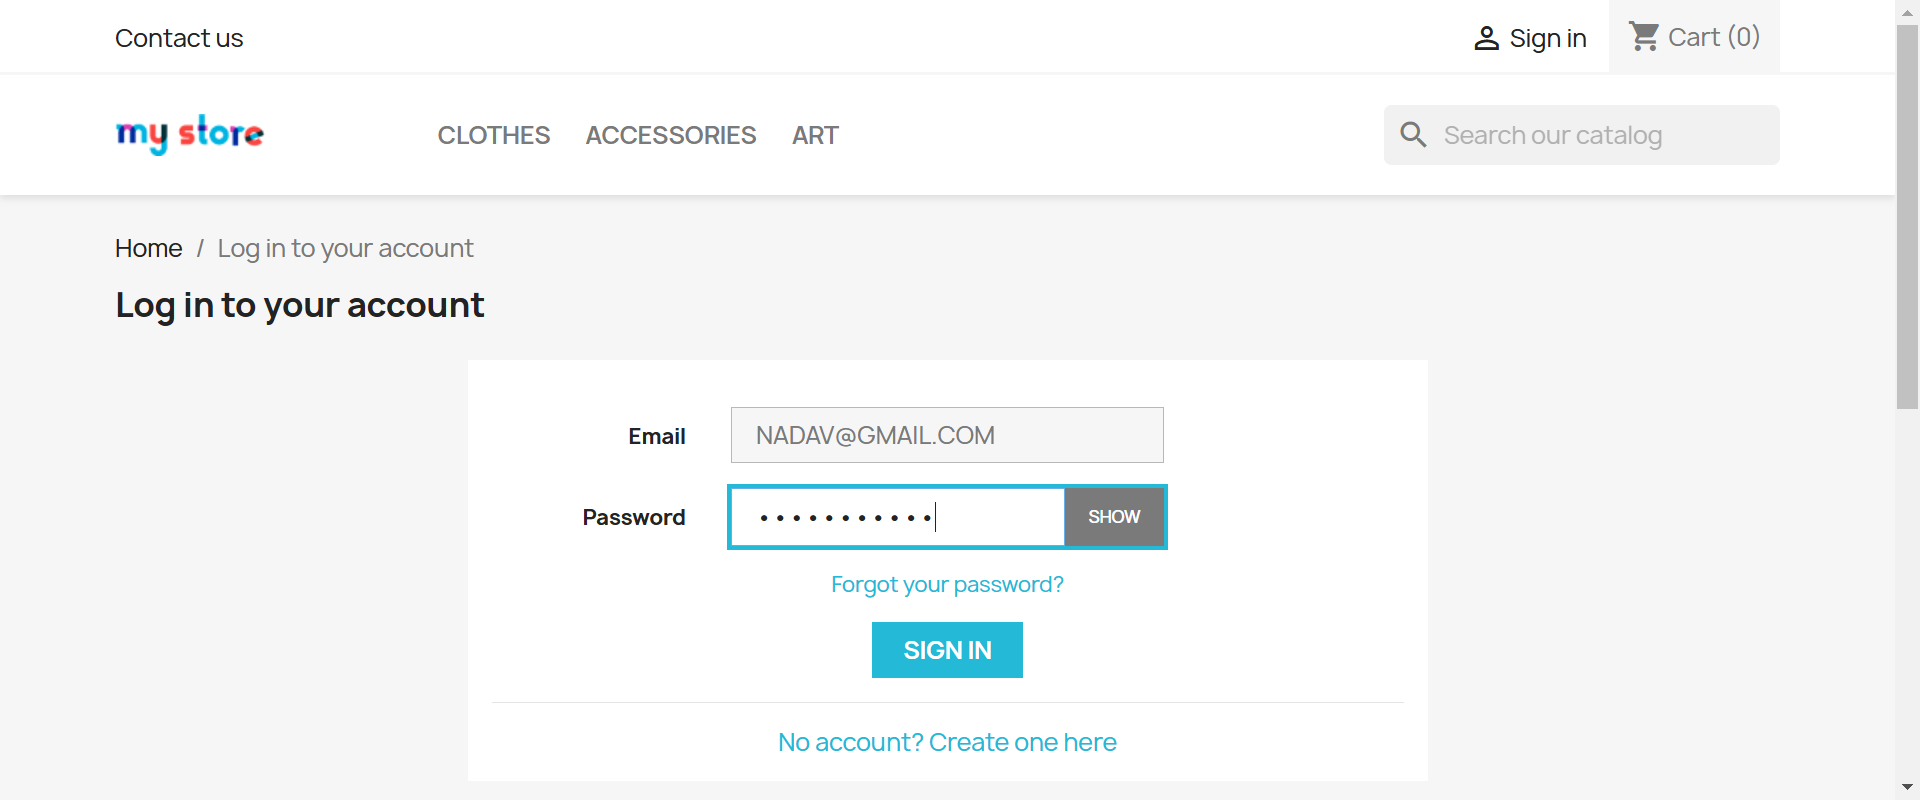 Contact us
Sign in
Cart (0)
my store
CLOTHES ACCESSORIES ART
Search our catalog
Home / Log in to your account
Log in to your account
Email NADAV@GMAIL.COM
Password ••••••••••• SHOW
Forgot your password?
SIGN IN
No account? Create one here